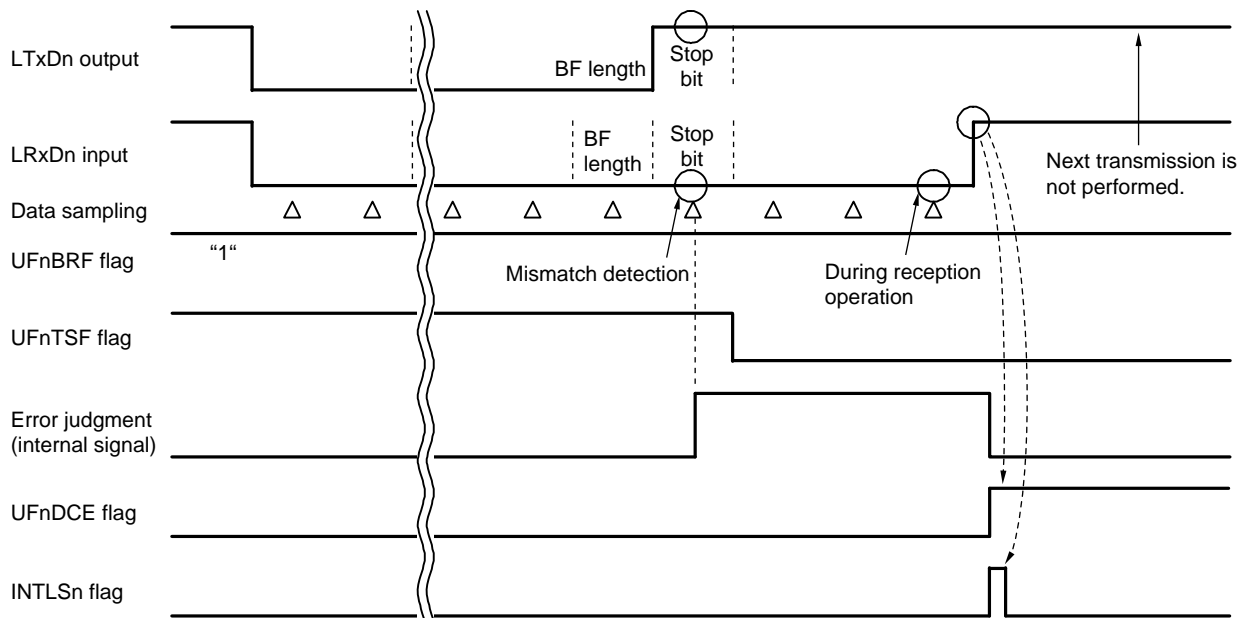 LTxDn output
BF length
Stop
bit
LRxDn input
BF
length
Stop
bit
Next transmission is
not performed.
Data sampling
“1“
UFnBRF flag
Mismatch detection
During reception
operation
UFnTSF flag
Error judgment
(internal signal)
UFnDCE flag
INTLSn flag